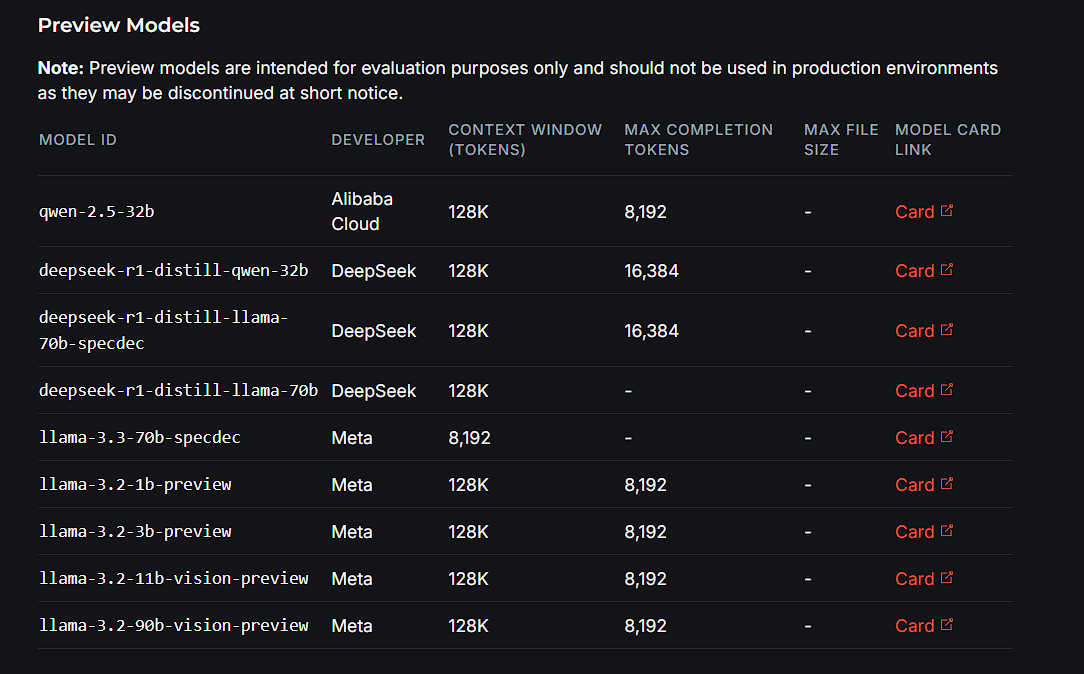 Preview Models
Note: Preview models are intended for evaluation purposes only and should not be used in production environments
as they may be discontinued at short notice.
MODEL ID DEVELOPER CONTEXT WINDOW (TOKENS) MAX COMPLETION TOKENS MAX FILE SIZE MODEL CARD LINK
qwen-2.5-32b Alibaba Cloud 128K 8,192 - Card
deepseek-r1-distill-qwen-32b DeepSeek 128K 16,384 - Card
deepseek-r1-distill-llama-70b-specdec DeepSeek 128K 16,384 - Card
deepseek-r1-distill-llama-70b DeepSeek 128K - - Card
llama-3.3-70b-specdec Meta 8,192 - - Card
llama-3.2-1b-preview Meta 128K 8,192 - Card
llama-3.2-3b-preview Meta 128K 8,192 - Card
llama-3.2-11b-vision-preview Meta 128K 8,192 - Card
llama-3.2-90b-vision-preview Meta 128K 8,192 - Card